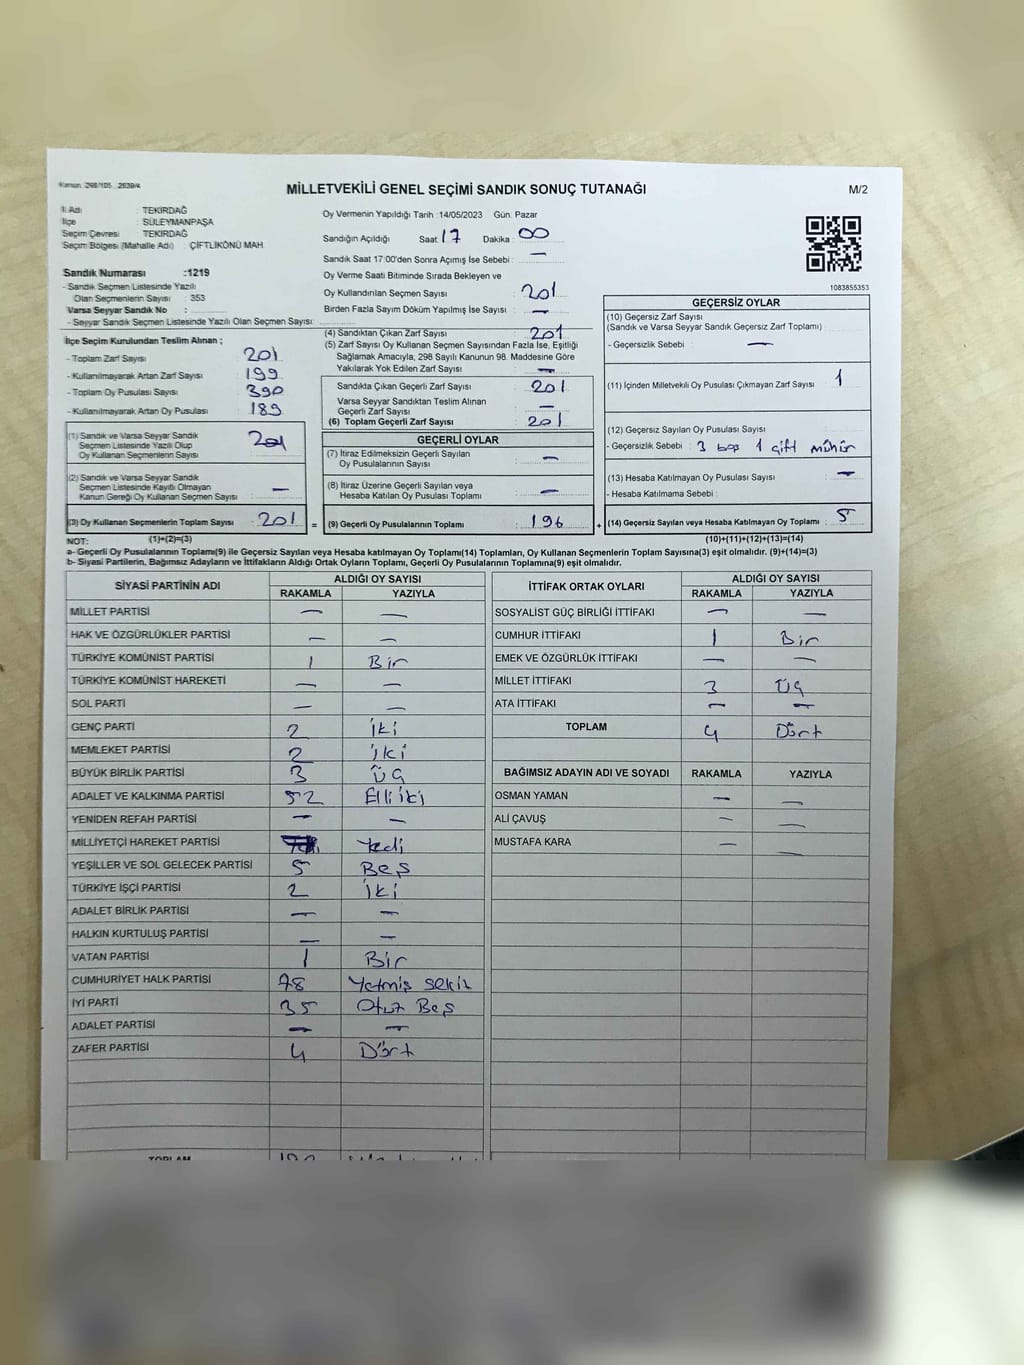 Kanun: 298/105 2839/4
MİLLETVEKİLİ GENEL SEÇİMİ SANDIK SONUÇ TUTANAĞI
M/2
İl Adı : TEKİRDAĞ
İlçe : SÜLEYMANPAŞA
Seçim Çevresi : TEKİRDAĞ
Seçim Bölgesi (Mahalle Adı) : ÇİFTLİKÖNÜ MAH
Sandık Numarası :1219
- Sandık Seçmen Listesinde Yazılı
Olan Seçmenlerin Sayısı : 353
Varsa Seyyar Sandık No :
- Seyyar Sandık Seçmen Listesinde Yazılı Olan Seçmen Sayısı:
Oy Vermenin Yapıldığı Tarih :14/05/2023 Gün: Pazar
Sandığın Açıldığı Saat: 17 Dakika: 00
Sandık Saat 17:00'den Sonra Açımış İse Sebebi : —
Oy Verme Saati Bitiminde Sırada Bekleyen ve
Oy Kullandırılan Seçmen Sayısı : 201
Birden Fazla Sayım Döküm Yapılmış İse Sayısı : —
1083855353
İlçe Seçim Kurulundan Teslim Alınan ;
- Toplam Zarf Sayısı : 201
- Kullanılmayarak Artan Zarf Sayısı : 199
- Toplam Oy Pusulası Sayısı : 390
- Kullanılmayarak Artan Oy Pusulası : 189
(1) Sandık ve Varsa Seyyar Sandık
Seçmen Listesinde Yazılı Olup
Oy Kullanan Seçmenlerin Sayısı : 201
(2) Sandık ve Varsa Seyyar Sandık
Seçmen Listesinde Kayıtlı Olmayan
Kanun Gereği Oy Kullanan Seçmen Sayısı : —
(3) Oy Kullanan Seçmenlerin Toplam Sayısı : 201 =
(4) Sandıktan Çıkan Zarf Sayısı : 201
(5) Zarf Sayısı Oy Kullanan Seçmen Sayısından Fazla İse, Eşitliği
Sağlamak Amacıyla, 298 Sayılı Kanunun 98. Maddesine Göre
Yakılarak Yok Edilen Zarf Sayısı : —
Sandıkta Çıkan Geçerli Zarf Sayısı : 201
Varsa Seyyar Sandıktan Teslim Alınan
Geçerli Zarf Sayısı : —
(6) Toplam Geçerli Zarf Sayısı : 201
GEÇERLİ OYLAR
(7) İtiraz Edilmeksizin Geçerli Sayılan
Oy Pusulalarının Sayısı : —
(8) İtiraz Üzerine Geçerli Sayılan veya
Hesaba Katılan Oy Pusulası Toplamı : —
(9) Geçerli Oy Pusulalarının Toplamı : 196 +
GEÇERSİZ OYLAR
(10) Geçersiz Zarf Sayısı
(Sandık ve Varsa Seyyar Sandık Geçersiz Zarf Toplamı)
- Geçersizlik Sebebi : —
(11) İçinden Milletvekili Oy Pusulası Çıkmayan Zarf Sayısı : 1
(12) Geçersiz Sayılan Oy Pusulası Sayısı :
- Geçersizlik Sebebi : 3 boş 1 çift mühür
(13) Hesaba Katılmayan Oy Pusulası Sayısı : —
- Hesaba Katılmama Sebebi :
(14) Geçersiz Sayılan veya Hesaba Katılmayan Oy Toplamı : 5
NOT: (1)+(2)=(3) (10)+(11)+(12)+(13)=(14)
a- Geçerli Oy Pusulalarının Toplamı(9) ile Geçersiz Sayılan veya Hesaba katılmayan Oy Toplamı(14) Toplamları, Oy Kullanan Seçmenlerin Toplam Sayısına(3) eşit olmalıdır. (9)+(14)=(3)
b- Siyasi Partilerin, Bağımsız Adayların ve İttifakların Aldığı Ortak Oyların Toplamı, Geçerli Oy Pusulalarının Toplamına(9) eşit olmalıdır.
SİYASİ PARTİNİN ADI ALDIĞI OY SAYISI
RAKAMLA YAZIYLA
MİLLET PARTİSİ — —
HAK VE ÖZGÜRLÜKLER PARTİSİ — —
TÜRKİYE KOMÜNİST PARTİSİ 1 Bir
TÜRKİYE KOMÜNİST HAREKETİ — —
SOL PARTİ — —
GENÇ PARTİ 2 iki
MEMLEKET PARTİSİ 2 iki
BÜYÜK BİRLİK PARTİSİ 3 Üç
ADALET VE KALKINMA PARTİSİ 52 Elli iki
YENİDEN REFAH PARTİSİ — —
MİLLİYETÇİ HAREKET PARTİSİ Yedi
YEŞİLLER VE SOL GELECEK PARTİSİ 5 Beş
TÜRKİYE İŞÇİ PARTİSİ 2 iki
ADALET BİRLİK PARTİSİ — —
HALKIN KURTULUŞ PARTİSİ — —
VATAN PARTİSİ 1 Bir
CUMHURİYET HALK PARTİSİ 78 Yetmiş sekiz
İYİ PARTİ 35 Otuz Beş
ADALET PARTİSİ — —
ZAFER PARTİSİ 4 Dört
TOPLAM
İTTİFAK ORTAK OYLARI ALDIĞI OY SAYISI
RAKAMLA YAZIYLA
SOSYALİST GÜÇ BİRLİĞİ İTTİFAKI — —
CUMHUR İTTİFAKI 1 Bir
EMEK VE ÖZGÜRLÜK İTTİFAKI — —
MİLLET İTTİFAKI 3 Üç
ATA İTTİFAKI — —
TOPLAM 4 Dört
BAĞIMSIZ ADAYIN ADI VE SOYADI RAKAMLA YAZIYLA
OSMAN YAMAN — —
ALİ ÇAVUŞ — —
MUSTAFA KARA — —